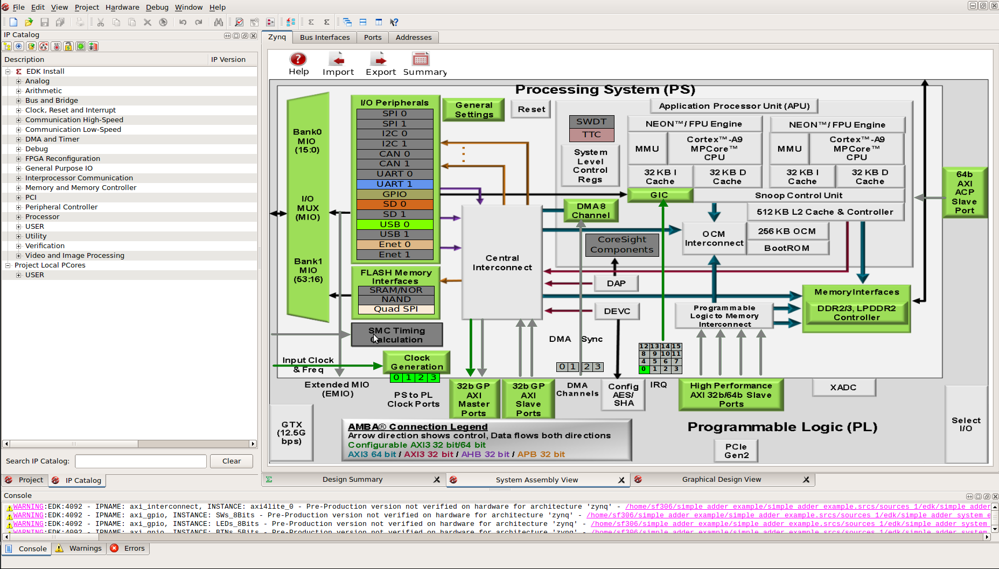 File Edit View Project Hardware Debug Window Help
IP Catalog
Description IP Version
EDK Install
Analog
Arithmetic
Bus and Bridge
Clock, Reset and Interrupt
Communication High-Speed
Communication Low-Speed
DMA and Timer
Debug
FPGA Reconfiguration
General Purpose IO
Interprocessor Communication
Memory and Memory Controller
PCI
Peripheral Controller
Processor
USER
Utility
Verification
Video and Image Processing
Project Local PCores
USER
Search IP Catalog: Clear
Project IP Catalog
Zynq Bus Interfaces Ports Addresses
Help Import Export Summary
Processing System (PS)
Bank0
MIO
(15:0)
I/O
MUX
(MIO)
Bank1
MIO
(53:16)
I/O Peripherals
SPI 0
SPI 1
I2C 0
I2C 1
CAN 0
CAN 1
UART 0
UART 1
GPIO
SD 0
SD 1
USB 0
USB 1
Enet 0
Enet 1
FLASH Memory
Interfaces
SRAM/NOR
NAND
Quad SPI
SMC Timing
Calculation
Input Clock
& Freq
Clock
Generation
0 1 2 3
Extended MIO
(EMIO)
PS to PL
Clock Ports
General
Settings
Reset
Application Processor Unit (APU)
SWDT
TTC
System
Level
Control
Regs
NEON™/ FPU Engine
MMU
Cortex™-A9
MPCore™
CPU
32 KB I
Cache
32 KB D
Cache
NEON™/ FPU Engine
MMU
Cortex™-A9
MPCore™
CPU
32 KB I
Cache
32 KB D
Cache
GIC
Snoop Control Unit
DMA8
Channel
512 KB L2 Cache & Controller
OCM
Interconnect
256 KB OCM
BootROM
CoreSight
Components
Central
Interconnect
DAP
DEVC
Programmable
Logic to Memory
Interconnect
Memory Interfaces
DDR2/3, LPDDR2
Controller
64b
AXI
ACP
Slave
Port
DMA Sync
0 1 2 3
12 13 14 15
8 9 10 11
4 5 6 7
0 1 2 3
32b GP
AXI
Master
Ports
32b GP
AXI
Slave
Ports
DMA
Channels
Config
AES/
SHA
IRQ
High Performance
AXI 32b/64b Slave
Ports
XADC
GTX
(12.5G
bps)
AMBA® Connection Legend
Arrow direction shows control, Data flows both directions
Configurable AXI3 32 bit/64 bit
AXI3 64 bit / AXI3 32 bit / AHB 32 bit / APB 32 bit
Programmable Logic (PL)
PCIe
Gen2
Select
I/O
Design Summary System Assembly View Graphical Design View
Console
WARNING:EDK:4092 - IPNAME: axi_interconnect, INSTANCE: axi4lite_0 - Pre-Production version not verified on hardware for architecture 'zynq' - /home/sf306/simple_adder_example/simple_adder_example.srcs/sources_1/edk/simple_adder
WARNING:EDK:4092 - IPNAME: axi_gpio, INSTANCE: SWs_8Bits - Pre-Production version not verified on hardware for architecture 'zynq' - /home/sf306/simple_adder_example/simple_adder_example.srcs/sources_1/edk/simple_adder_system_e
WARNING:EDK:4092 - IPNAME: axi_gpio, INSTANCE: LEDs_8Bits - Pre-Production version not verified on hardware for architecture 'zynq' - /home/sf306/simple_adder_example/simple_adder_example.srcs/sources_1/edk/simple_adder_system_
WARNING:EDK:4092 - IPNAME: axi_gpio, INSTANCE: BTNs_5Bits - Pre-Production version not verified on hardware for architecture 'zynq' - /home/sf306/simple_adder_example/simple_adder_example.srcs/sources_1/edk/simple_adder_system_
Console Warnings Errors